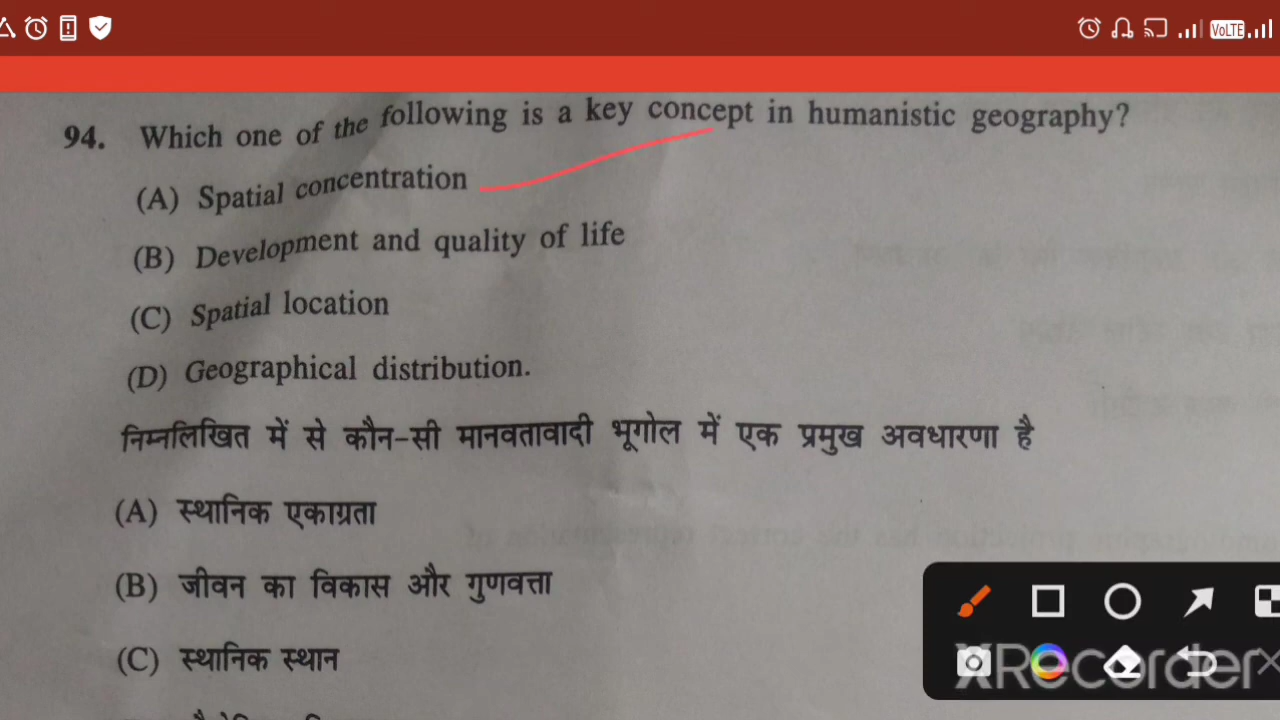 VoLTE
94. Which one of the following is a key concept in humanistic geography?
(A) Spatial concentration
(B) Development and quality of life
(C) Spatial location
(D) Geographical distribution.
निम्नलिखित में से कौन-सी मानवतावादी भूगोल में एक प्रमुख अवधारणा है
(A) स्थानिक एकाग्रता
(B) जीवन का विकास और गुणवत्ता
(C) स्थानिक स्थान
XRecorder